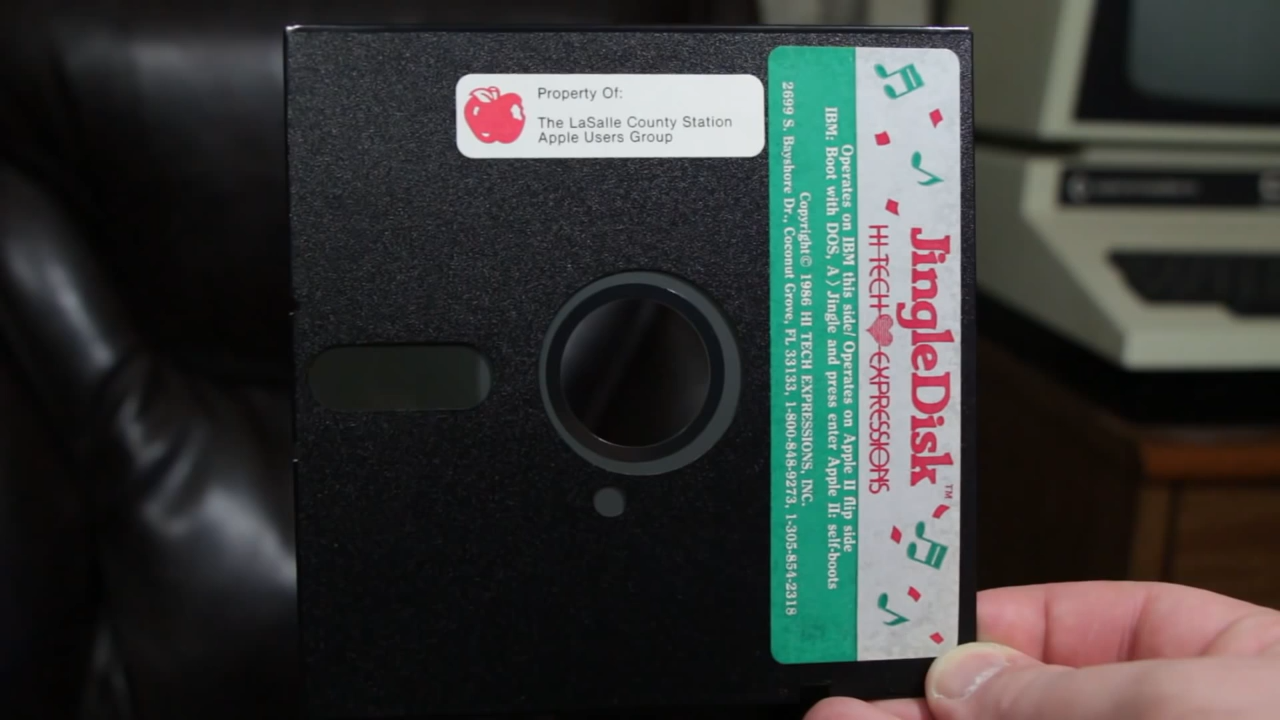 Property Of:
The LaSalle County Station
Apple Users Group
JingleDisk™
HI TECH EXPRESSIONS
Operates on IBM this side/ Operates on Apple II flip side
IBM: Boot with DOS, A〉Jingle and press enter Apple II: self-boots
Copyright© 1986 HI TECH EXPRESSIONS, INC.
2699 S. Bayshore Dr., Coconut Grove, FL 33133, 1-800-848-9273, 1-305-854-2318